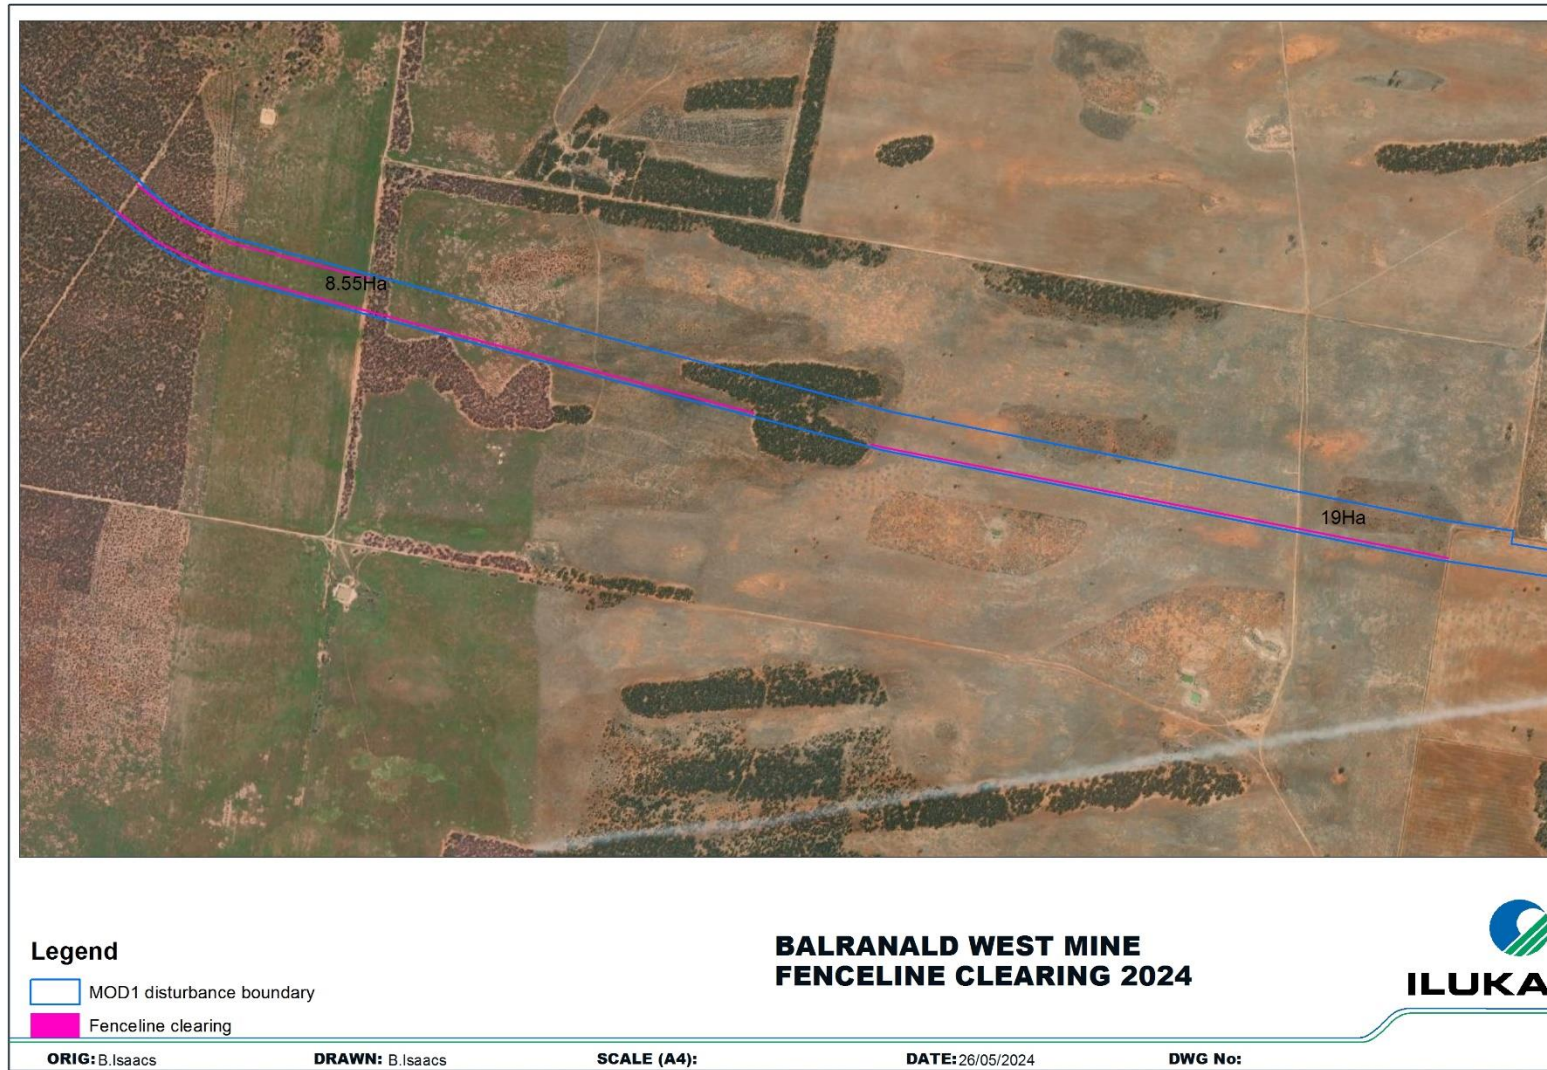 8.55Ha
19Ha
Legend
MOD1 disturbance boundary
Fenceline clearing
BALRANALD WEST MINE
FENCELINE CLEARING 2024
ILUKA
ORIG: B.Isaacs DRAWN: B.Isaacs SCALE (A4): DATE: 26/05/2024 DWG No: